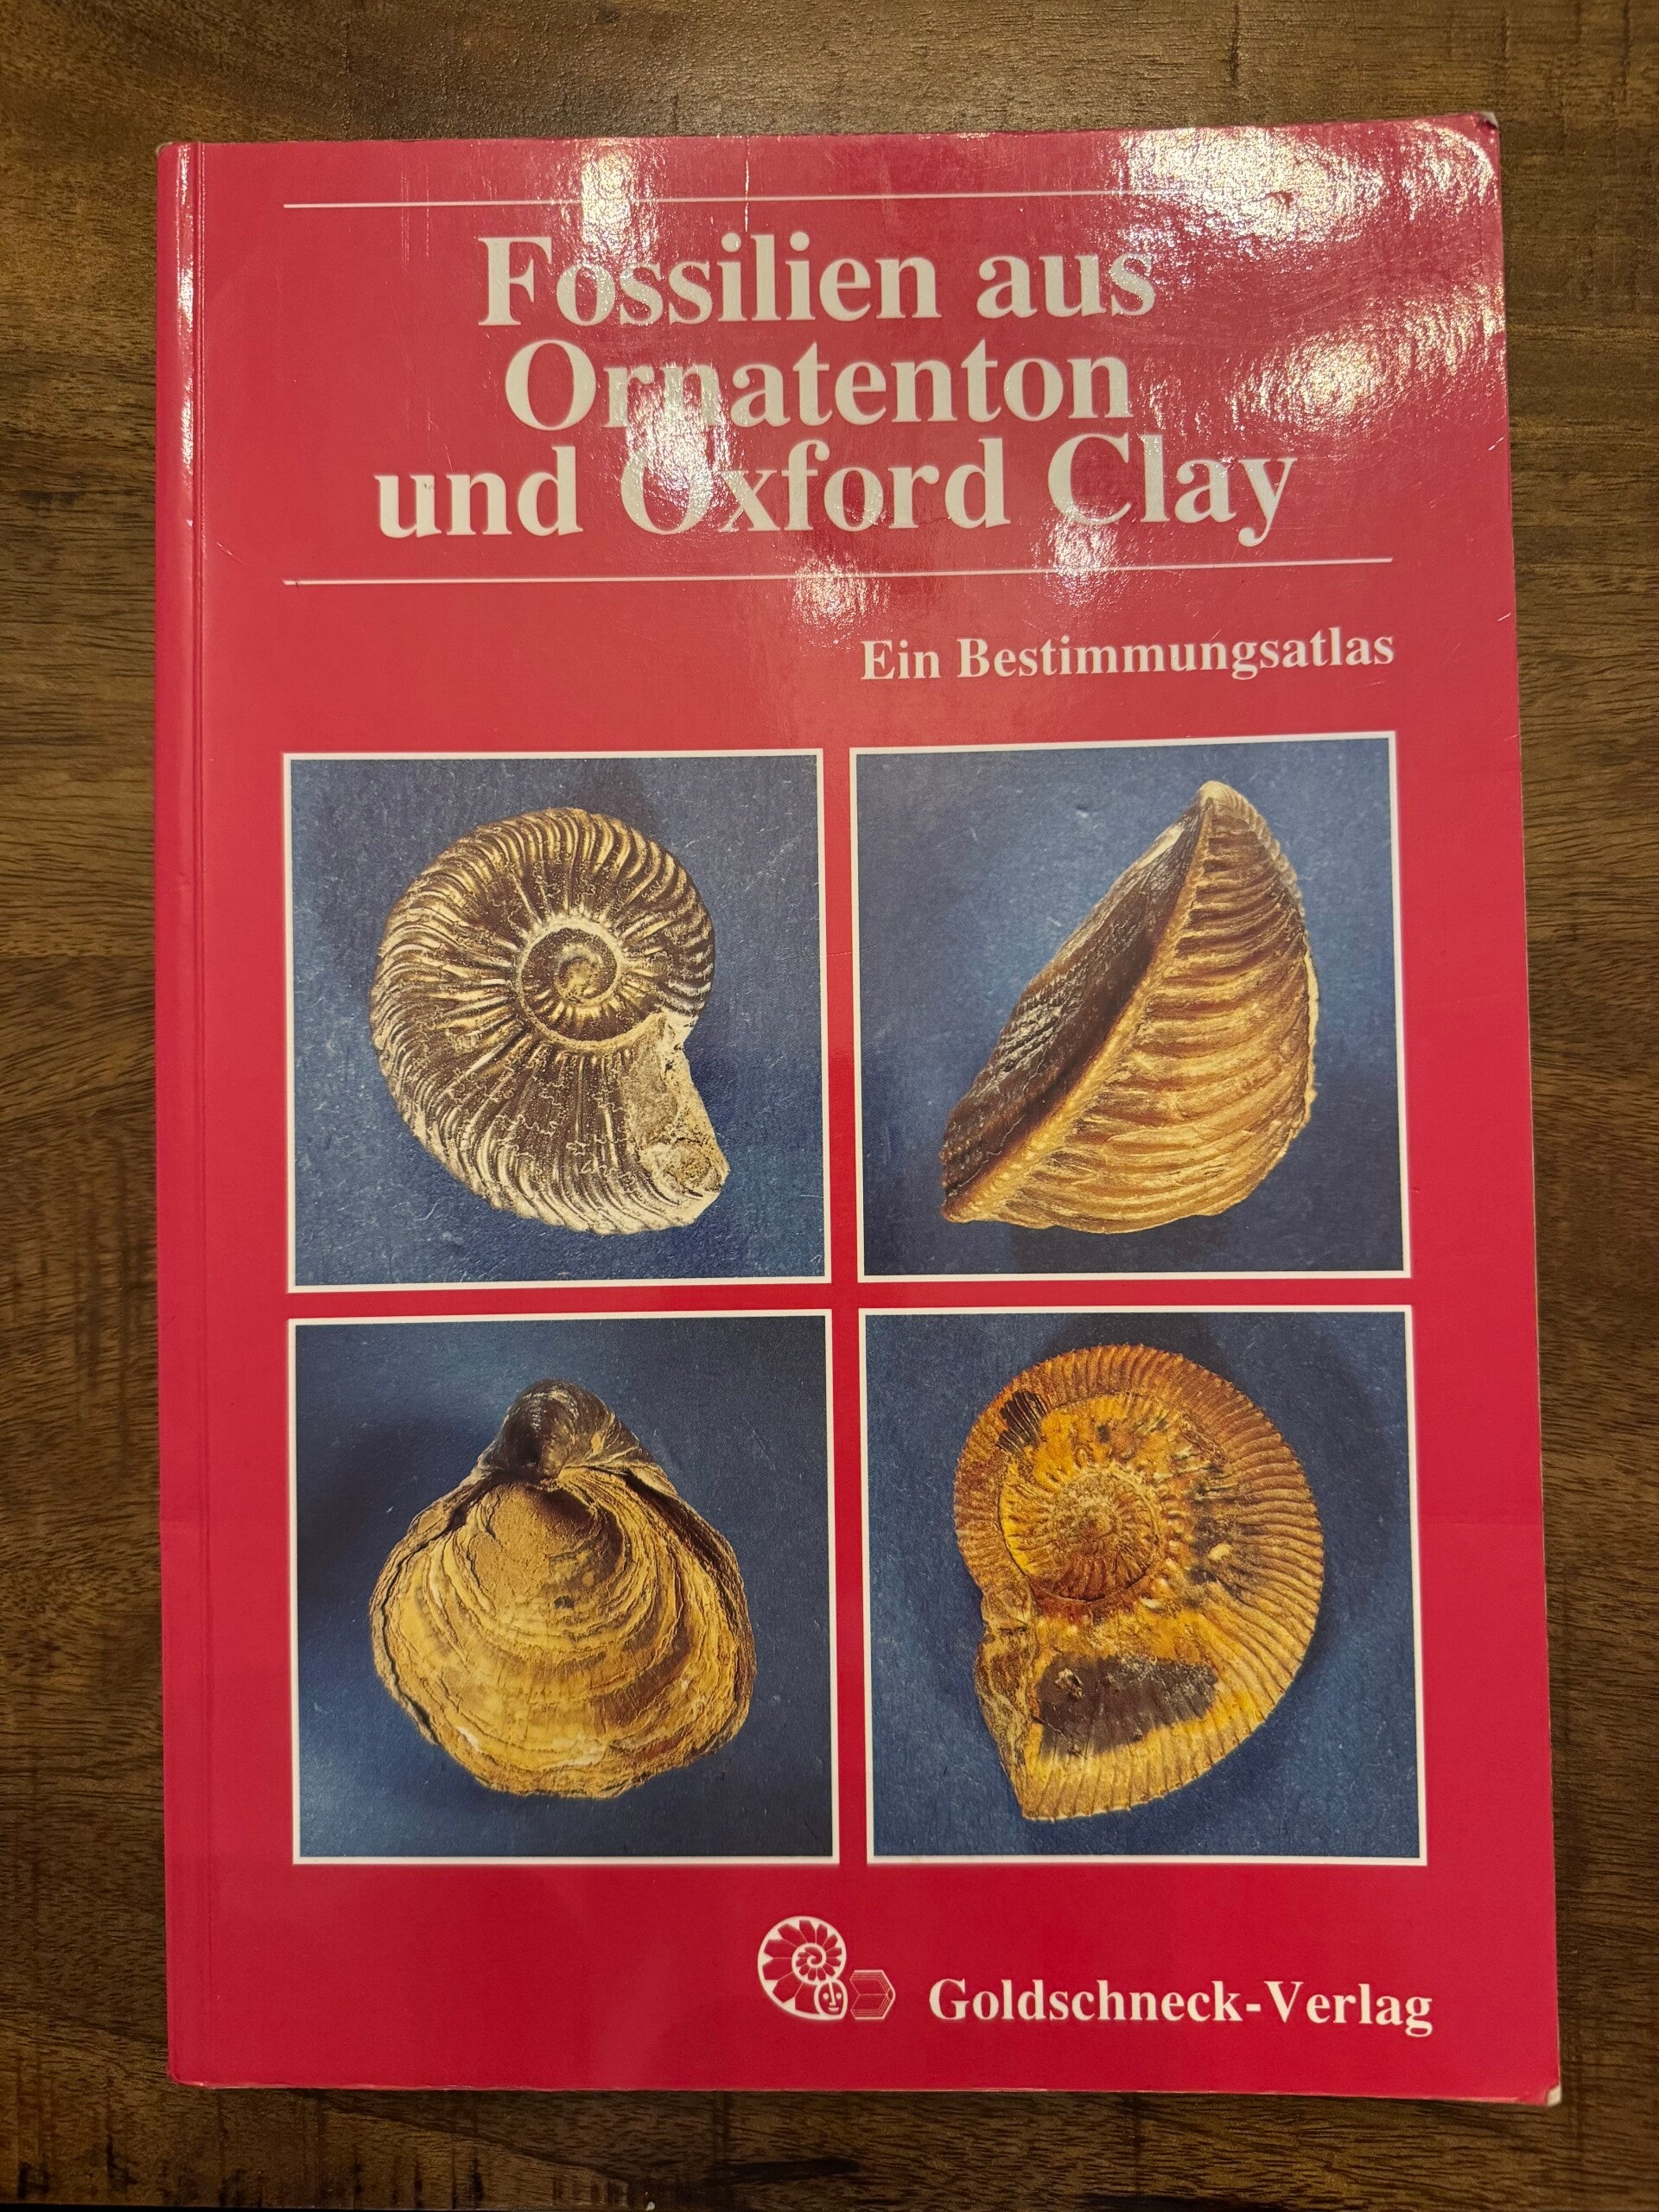 Fossilien aus
Ornatenton
und Oxford Clay
Ein Bestimmungsatlas
Goldschneck-Verlag